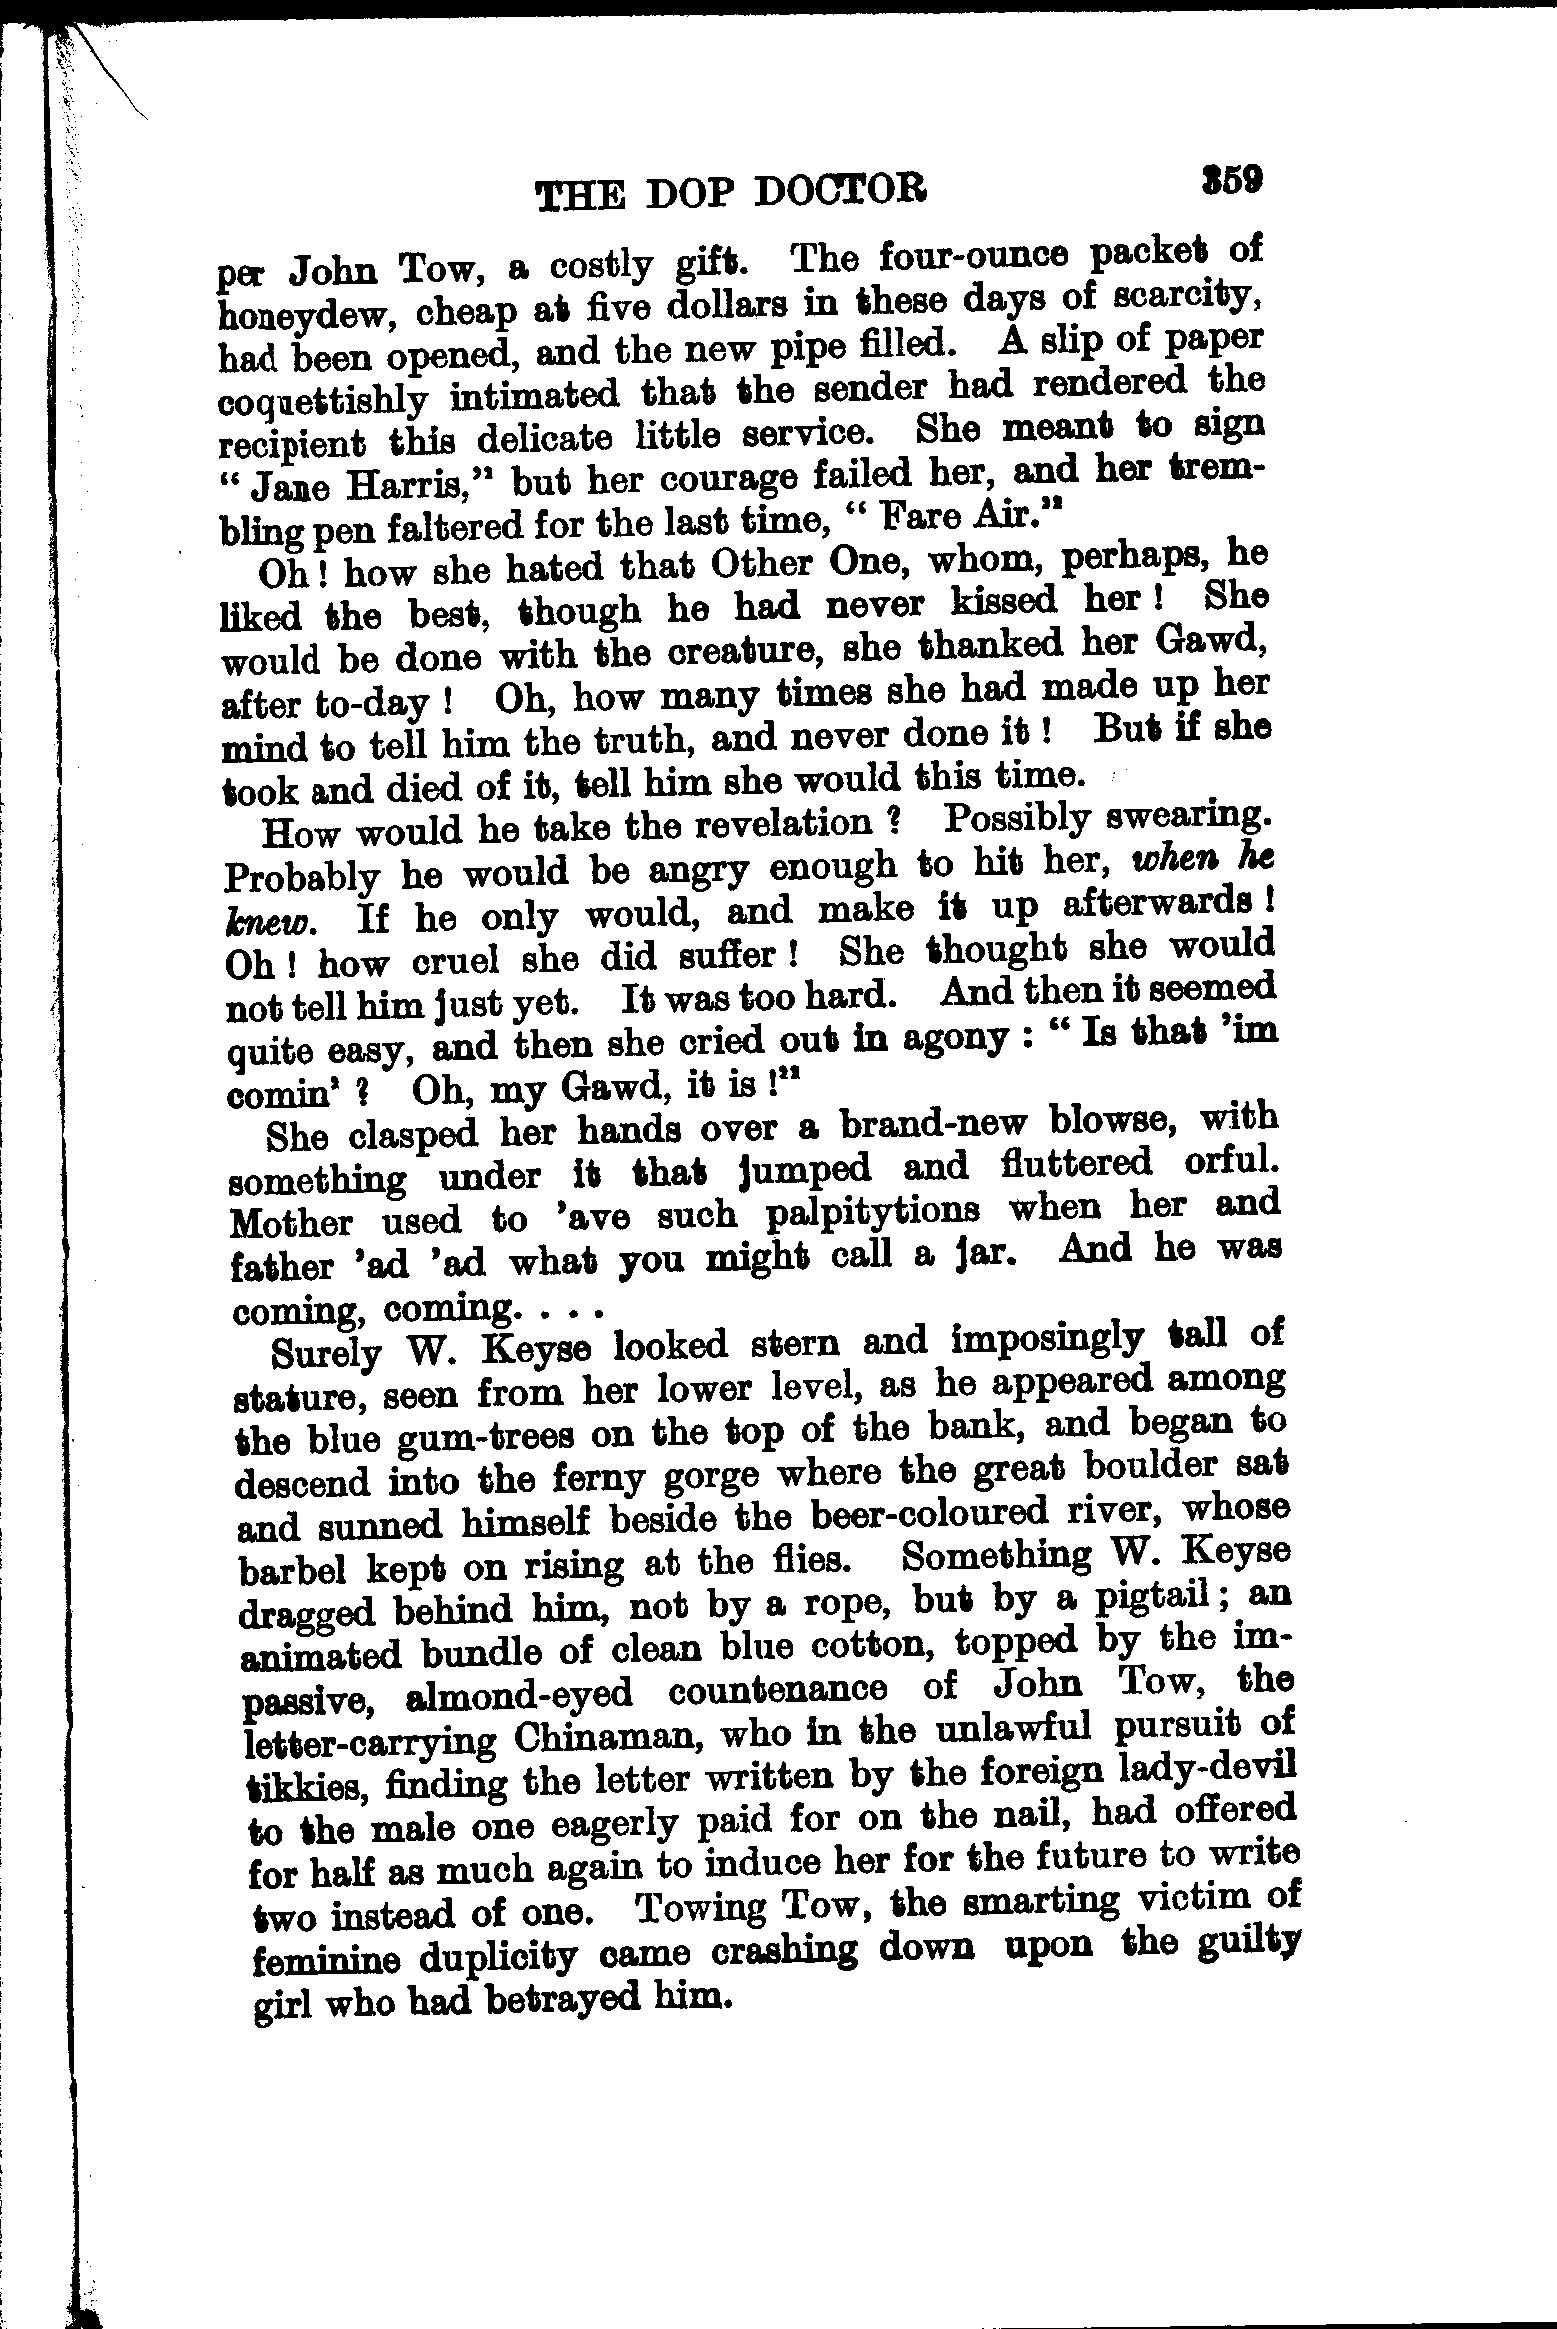 THE DOP DOCTOR 359
per John Tow, a costly gift. The four-ounce packet of
honeydew, cheap at five dollars in these days of scarcity,
had been opened, and the new pipe filled. A slip of paper
coquettishly intimated that the sender had rendered the
recipient this delicate little service. She meant to sign
“ Jane Harris,” but her courage failed her, and her trem-
bling pen faltered for the last time, “ Fare Air.”
Oh ! how she hated that Other One, whom, perhaps, he
liked the best, though he had never kissed her ! She
would be done with the creature, she thanked her Gawd,
after to-day ! Oh, how many times she had made up her
mind to tell him the truth, and never done it ! But if she
took and died of it, tell him she would this time.
How would he take the revelation ? Possibly swearing.
Probably he would be angry enough to hit her, when he
knew. If he only would, and make it up afterwards !
Oh ! how cruel she did suffer ! She thought she would
not tell him just yet. It was too hard. And then it seemed
quite easy, and then she cried out in agony : “ Is that ’im
comin’ ? Oh, my Gawd, it is !”
She clasped her hands over a brand-new blowse, with
something under it that jumped and fluttered orful.
Mother used to ’ave such palpitytions when her and
father ’ad ’ad what you might call a jar. And he was
coming, coming. . . .
Surely W. Keyse looked stern and imposingly tall of
stature, seen from her lower level, as he appeared among
the blue gum-trees on the top of the bank, and began to
descend into the ferny gorge where the great boulder sat
and sunned himself beside the beer-coloured river, whose
barbel kept on rising at the flies. Something W. Keyse
dragged behind him, not by a rope, but by a pigtail ; an
animated bundle of clean blue cotton, topped by the im-
passive, almond-eyed countenance of John Tow, the
letter-carrying Chinaman, who in the unlawful pursuit of
tikkies, finding the letter written by the foreign lady-devil
to the male one eagerly paid for on the nail, had offered
for half as much again to induce her for the future to write
two instead of one. Towing Tow, the smarting victim of
feminine duplicity came crashing down upon the guilty
girl who had betrayed him.